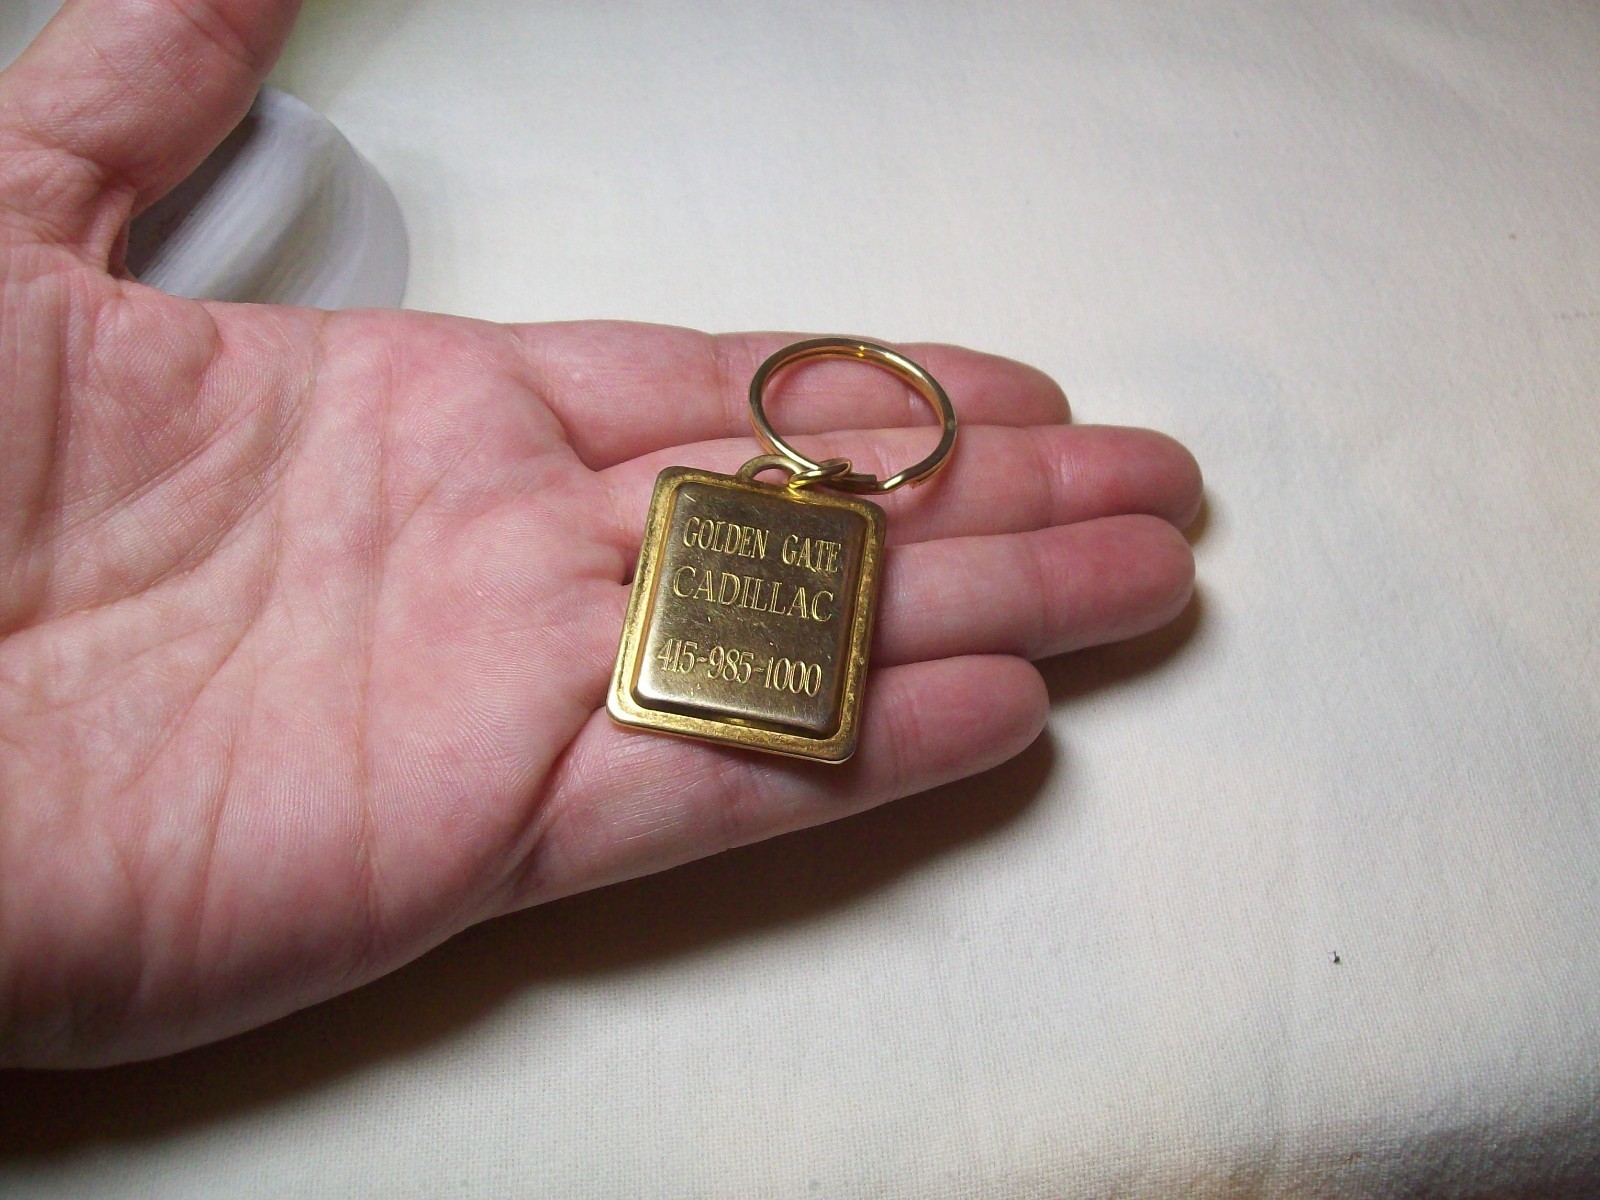 GOLDEN GATE
CADILLAC
415-985-1000